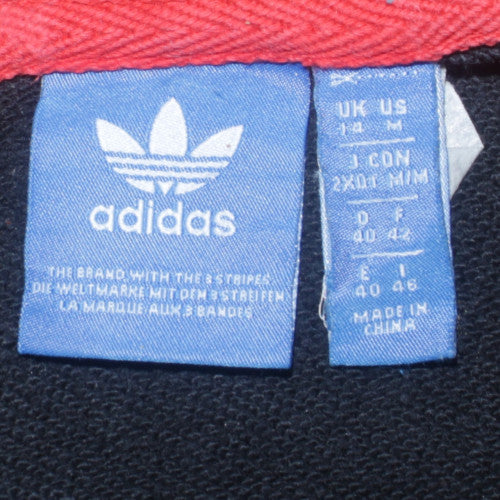 adidas
THE BRAND WITH THE 3 STRIPES
DIE WELTMARKE MIT DEN 3 STREIFEN
LA MARQUE AUX 3 BANDES
UK US
14 M
J CDN
2XOT M/M
D F
40 42
E I
40 46
MADE IN
CHINA